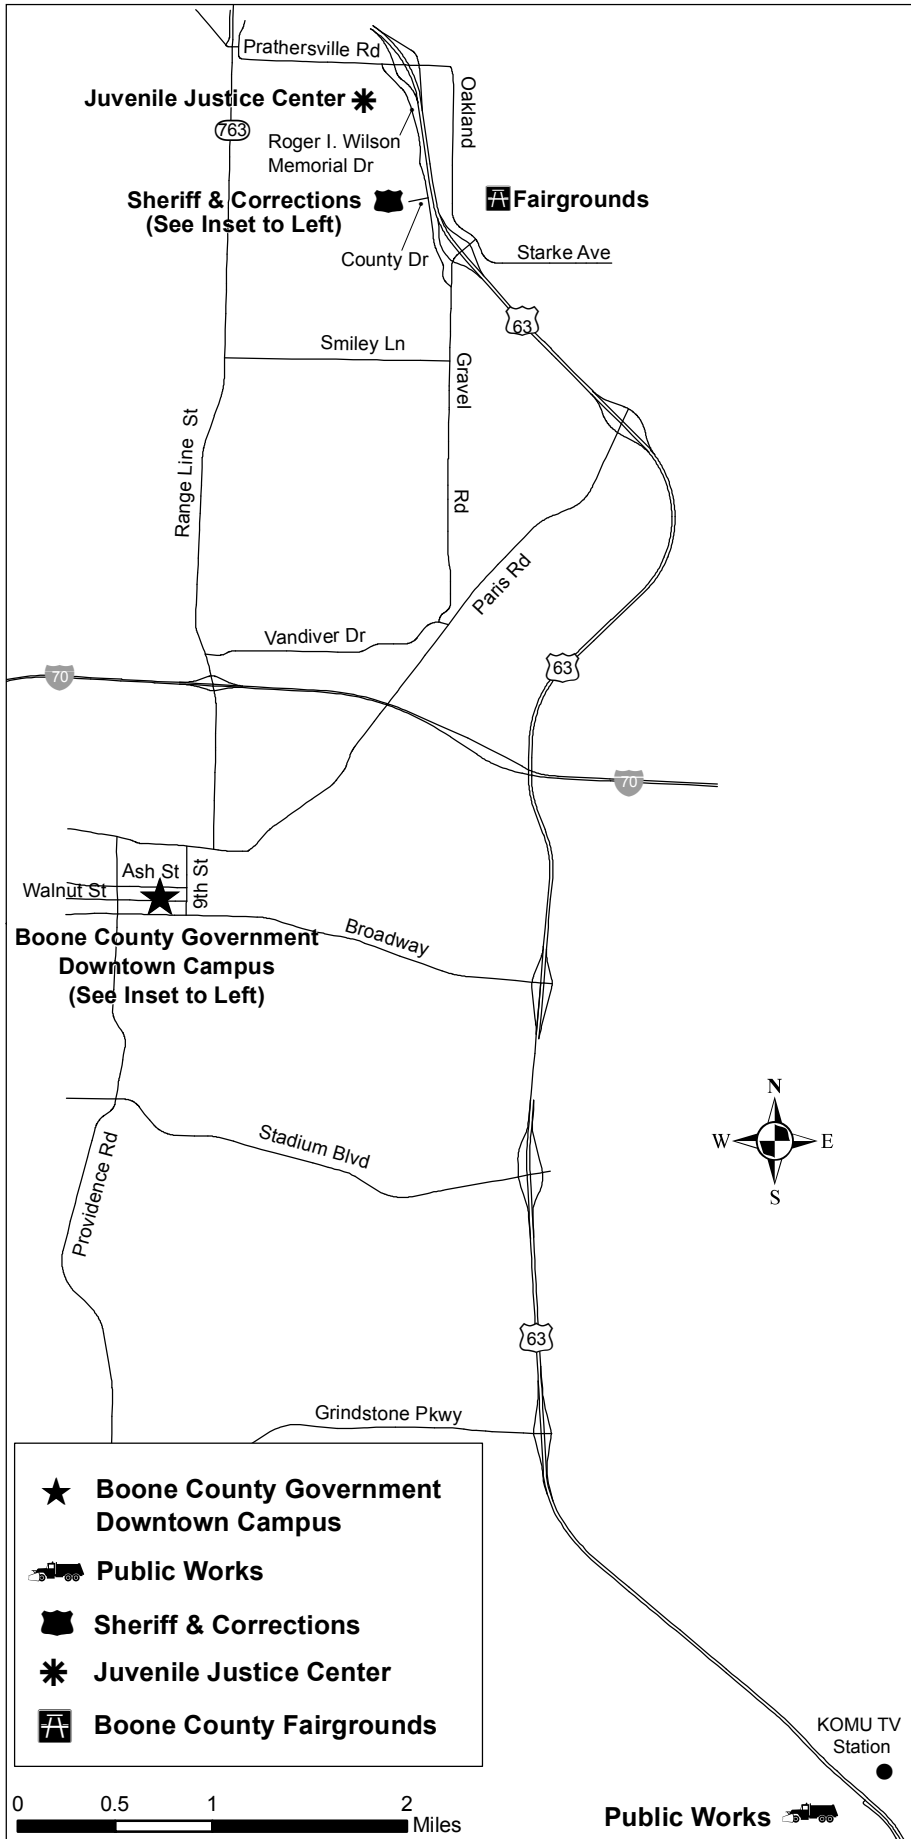 Prathersville Rd
Oakland
Juvenile Justice Center
763
Roger I. Wilson
Memorial Dr
Sheriff & Corrections
(See Inset to Left)
Fairgrounds
County Dr
Starke Ave
63
Smiley Ln
Gravel
Rd
Range Line St
Paris Rd
Vandiver Dr
63
70
70
Ash St
9th St
Walnut St
Broadway
Boone County Government
Downtown Campus
(See Inset to Left)
N
W
E
S
Stadium Blvd
Providence Rd
63
Grindstone Pkwy
Boone County Government
Downtown Campus
Public Works
Sheriff & Corrections
Juvenile Justice Center
Boone County Fairgrounds
KOMU TV
Station
0 0.5 1 2
Miles
Public Works